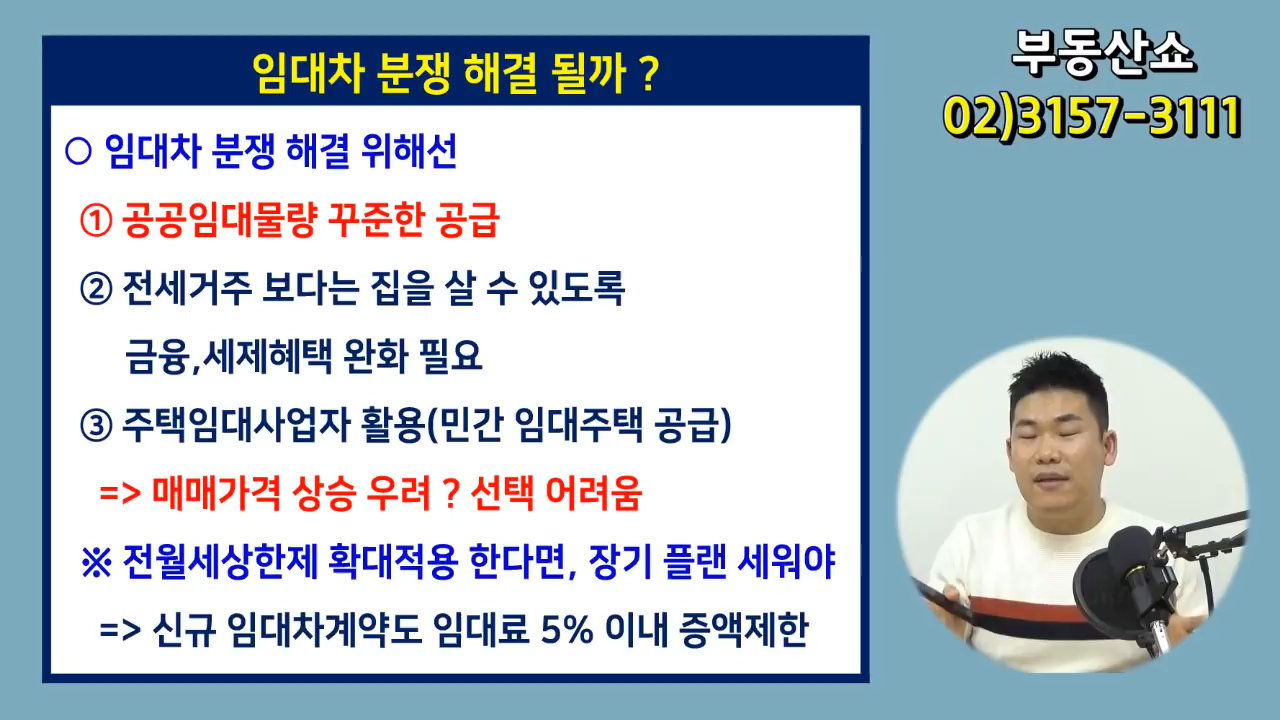 임대차 분쟁 해결 될까 ?
○ 임대차 분쟁 해결 위해선
① 공공임대물량 꾸준한 공급
② 전세거주 보다는 집을 살 수 있도록
금융,세제혜택 완화 필요
③ 주택임대사업자 활용(민간 임대주택 공급)
=> 매매가격 상승 우려 ? 선택 어려움
※ 전월세상한제 확대적용 한다면, 장기 플랜 세워야
=> 신규 임대차계약도 임대료 5% 이내 증액제한
부동산쇼
02)3157-3111